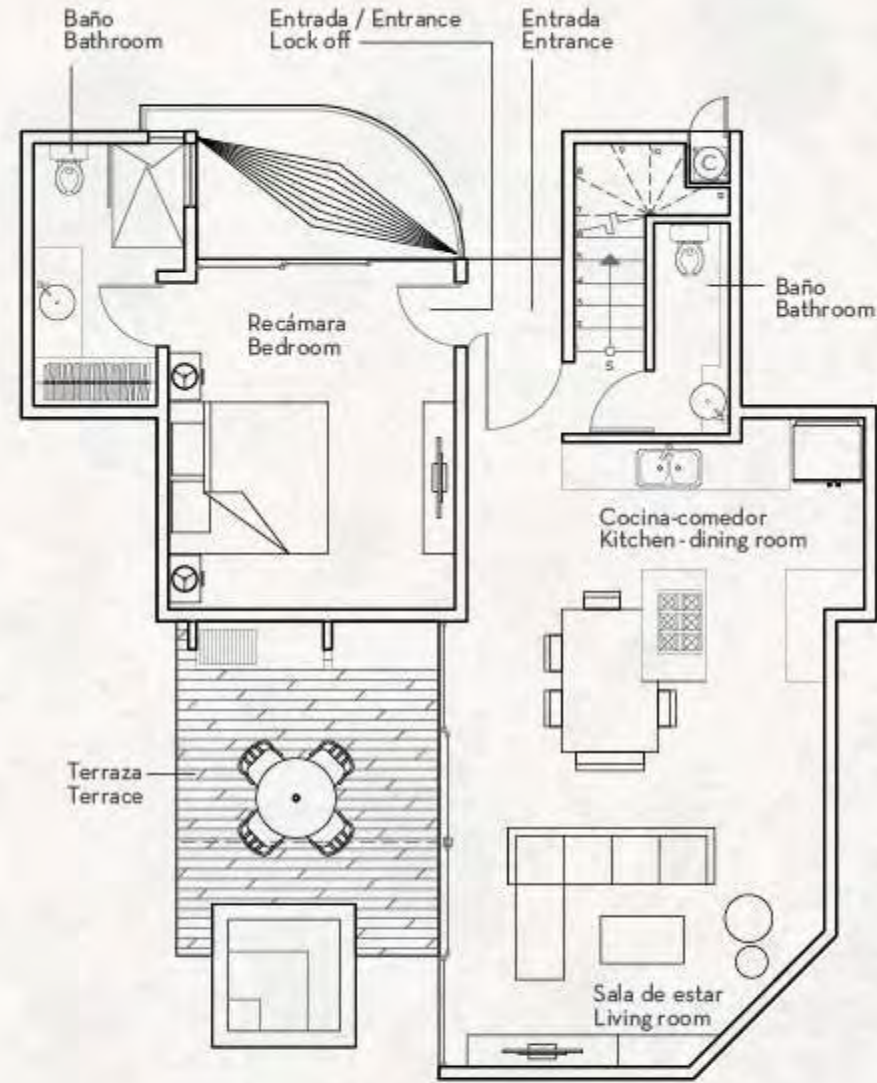 Baño
Bathroom
Entrada / Entrance
Lock off
Entrada
Entrance
C
Baño
Bathroom
Recámara
Bedroom
S
Cocina-comedor
Kitchen - dining room
Terraza
Terrace
Sala de estar
Living room